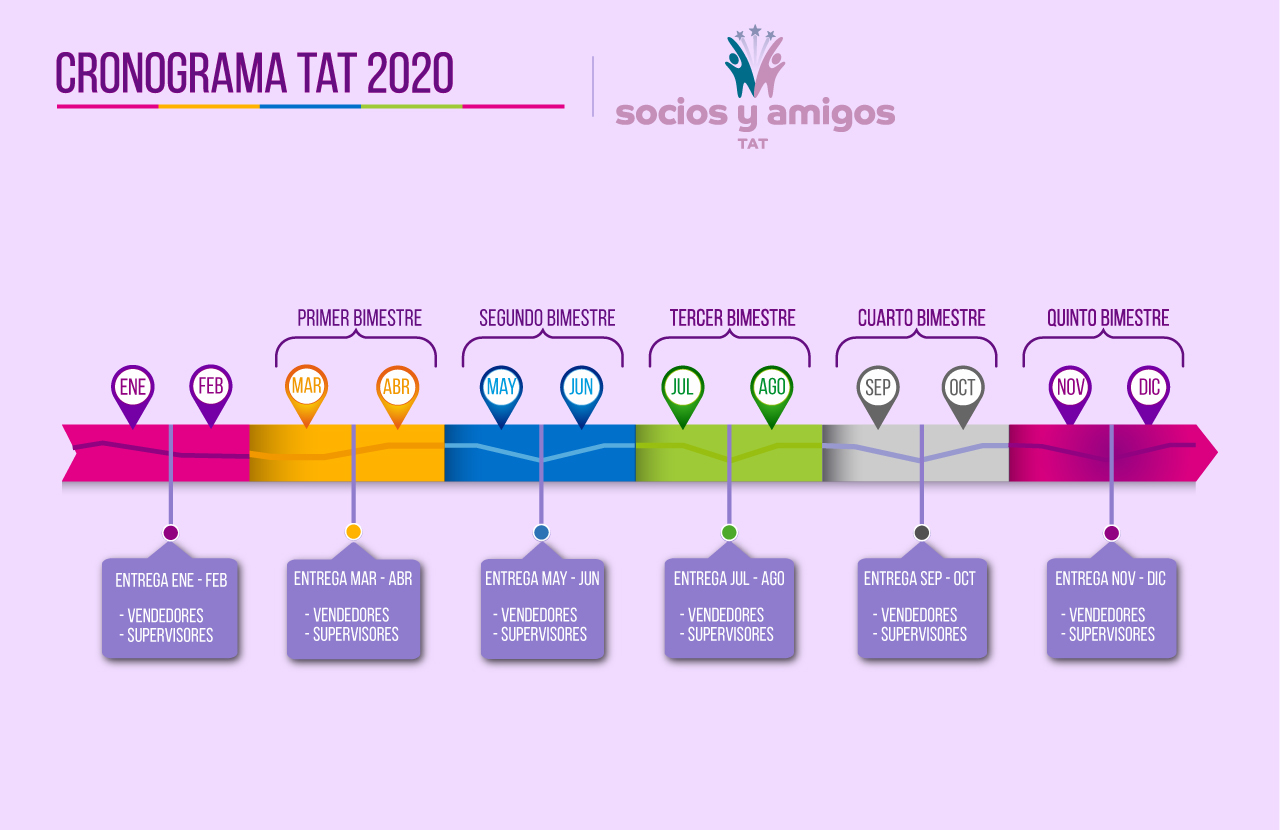 CRONOGRAMA TAT 2020
socios y amigos
TAT
PRIMER BIMESTRE
SEGUNDO BIMESTRE
TERCER BIMESTRE
CUARTO BIMESTRE
QUINTO BIMESTRE
ENE
FEB
MAR
ABR
MAY
JUN
JUL
AGO
SEP
OCT
NOV
DIC
ENTREGA ENE - FEB
- VENDEDORES
- SUPERVISORES
ENTREGA MAR - ABR
- VENDEDORES
- SUPERVISORES
ENTREGA MAY - JUN
- VENDEDORES
- SUPERVISORES
ENTREGA JUL - AGO
- VENDEDORES
- SUPERVISORES
ENTREGA SEP - OCT
- VENDEDORES
- SUPERVISORES
ENTREGA NOV - DIC
- VENDEDORES
- SUPERVISORES